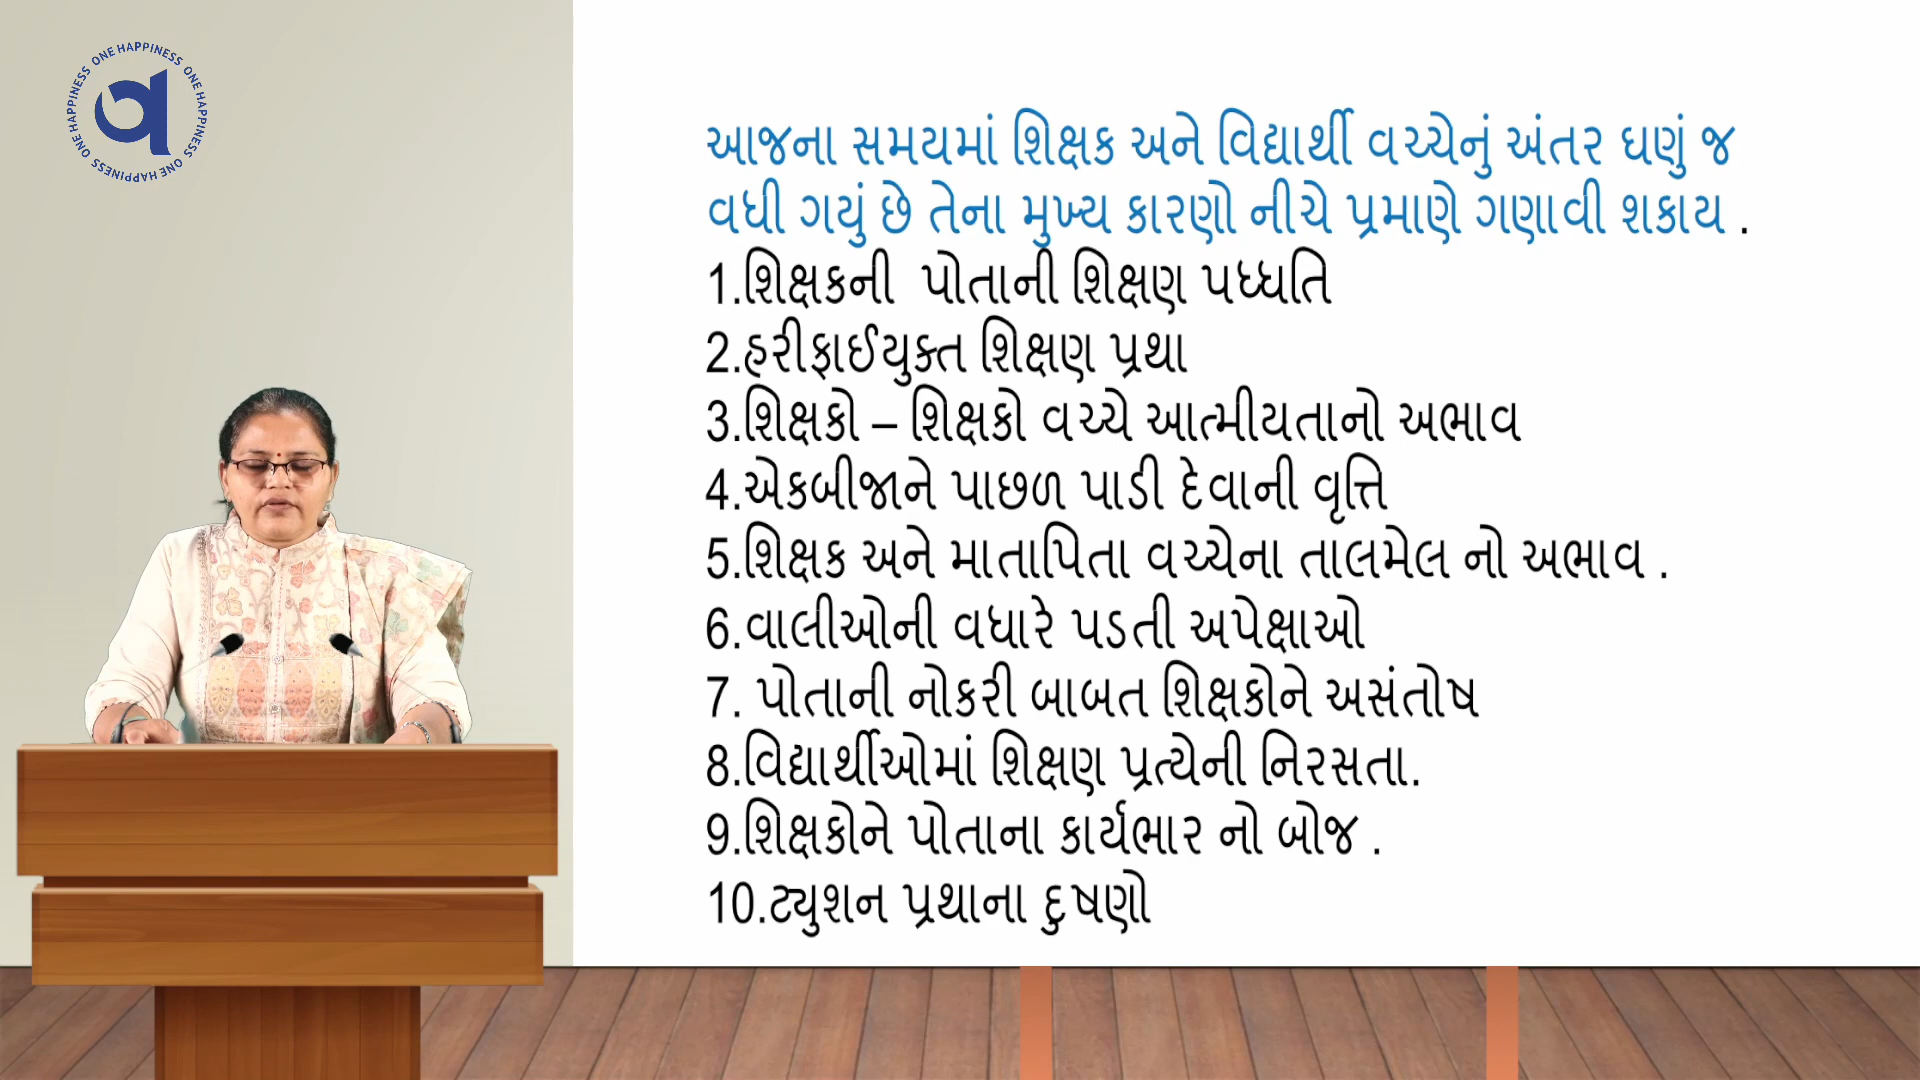 ONE HAPPINESS ONE HAPPINESS ONE HAPPINESS ONE HAPPINESS
આજના સમયમાં શિક્ષક અને વિદ્યાર્થી વચ્ચેનું અંતર ઘણું જ
વધી ગયું છે તેના મુખ્ય કારણો નીચે પ્રમાણે ગણાવી શકાય .
1.શિક્ષકની  પોતાની શિક્ષણ પધ્ધતિ
2.હરીફાઈયુક્ત શિક્ષણ પ્રથા
3.શિક્ષકો – શિક્ષકો વચ્ચે આત્મીયતાનો અભાવ
4.એકબીજાને પાછળ પાડી દેવાની વૃત્તિ
5.શિક્ષક અને માતાપિતા વચ્ચેના તાલમેલ નો અભાવ .
6.વાલીઓની વધારે પડતી અપેક્ષાઓ
7. પોતાની નોકરી બાબત શિક્ષકોને અસંતોષ
8.વિદ્યાર્થીઓમાં શિક્ષણ પ્રત્યેની નિરસતા.
9.શિક્ષકોને પોતાના કાર્યભાર નો બોજ .
10.ટ્યુશન પ્રથાના દુષણો